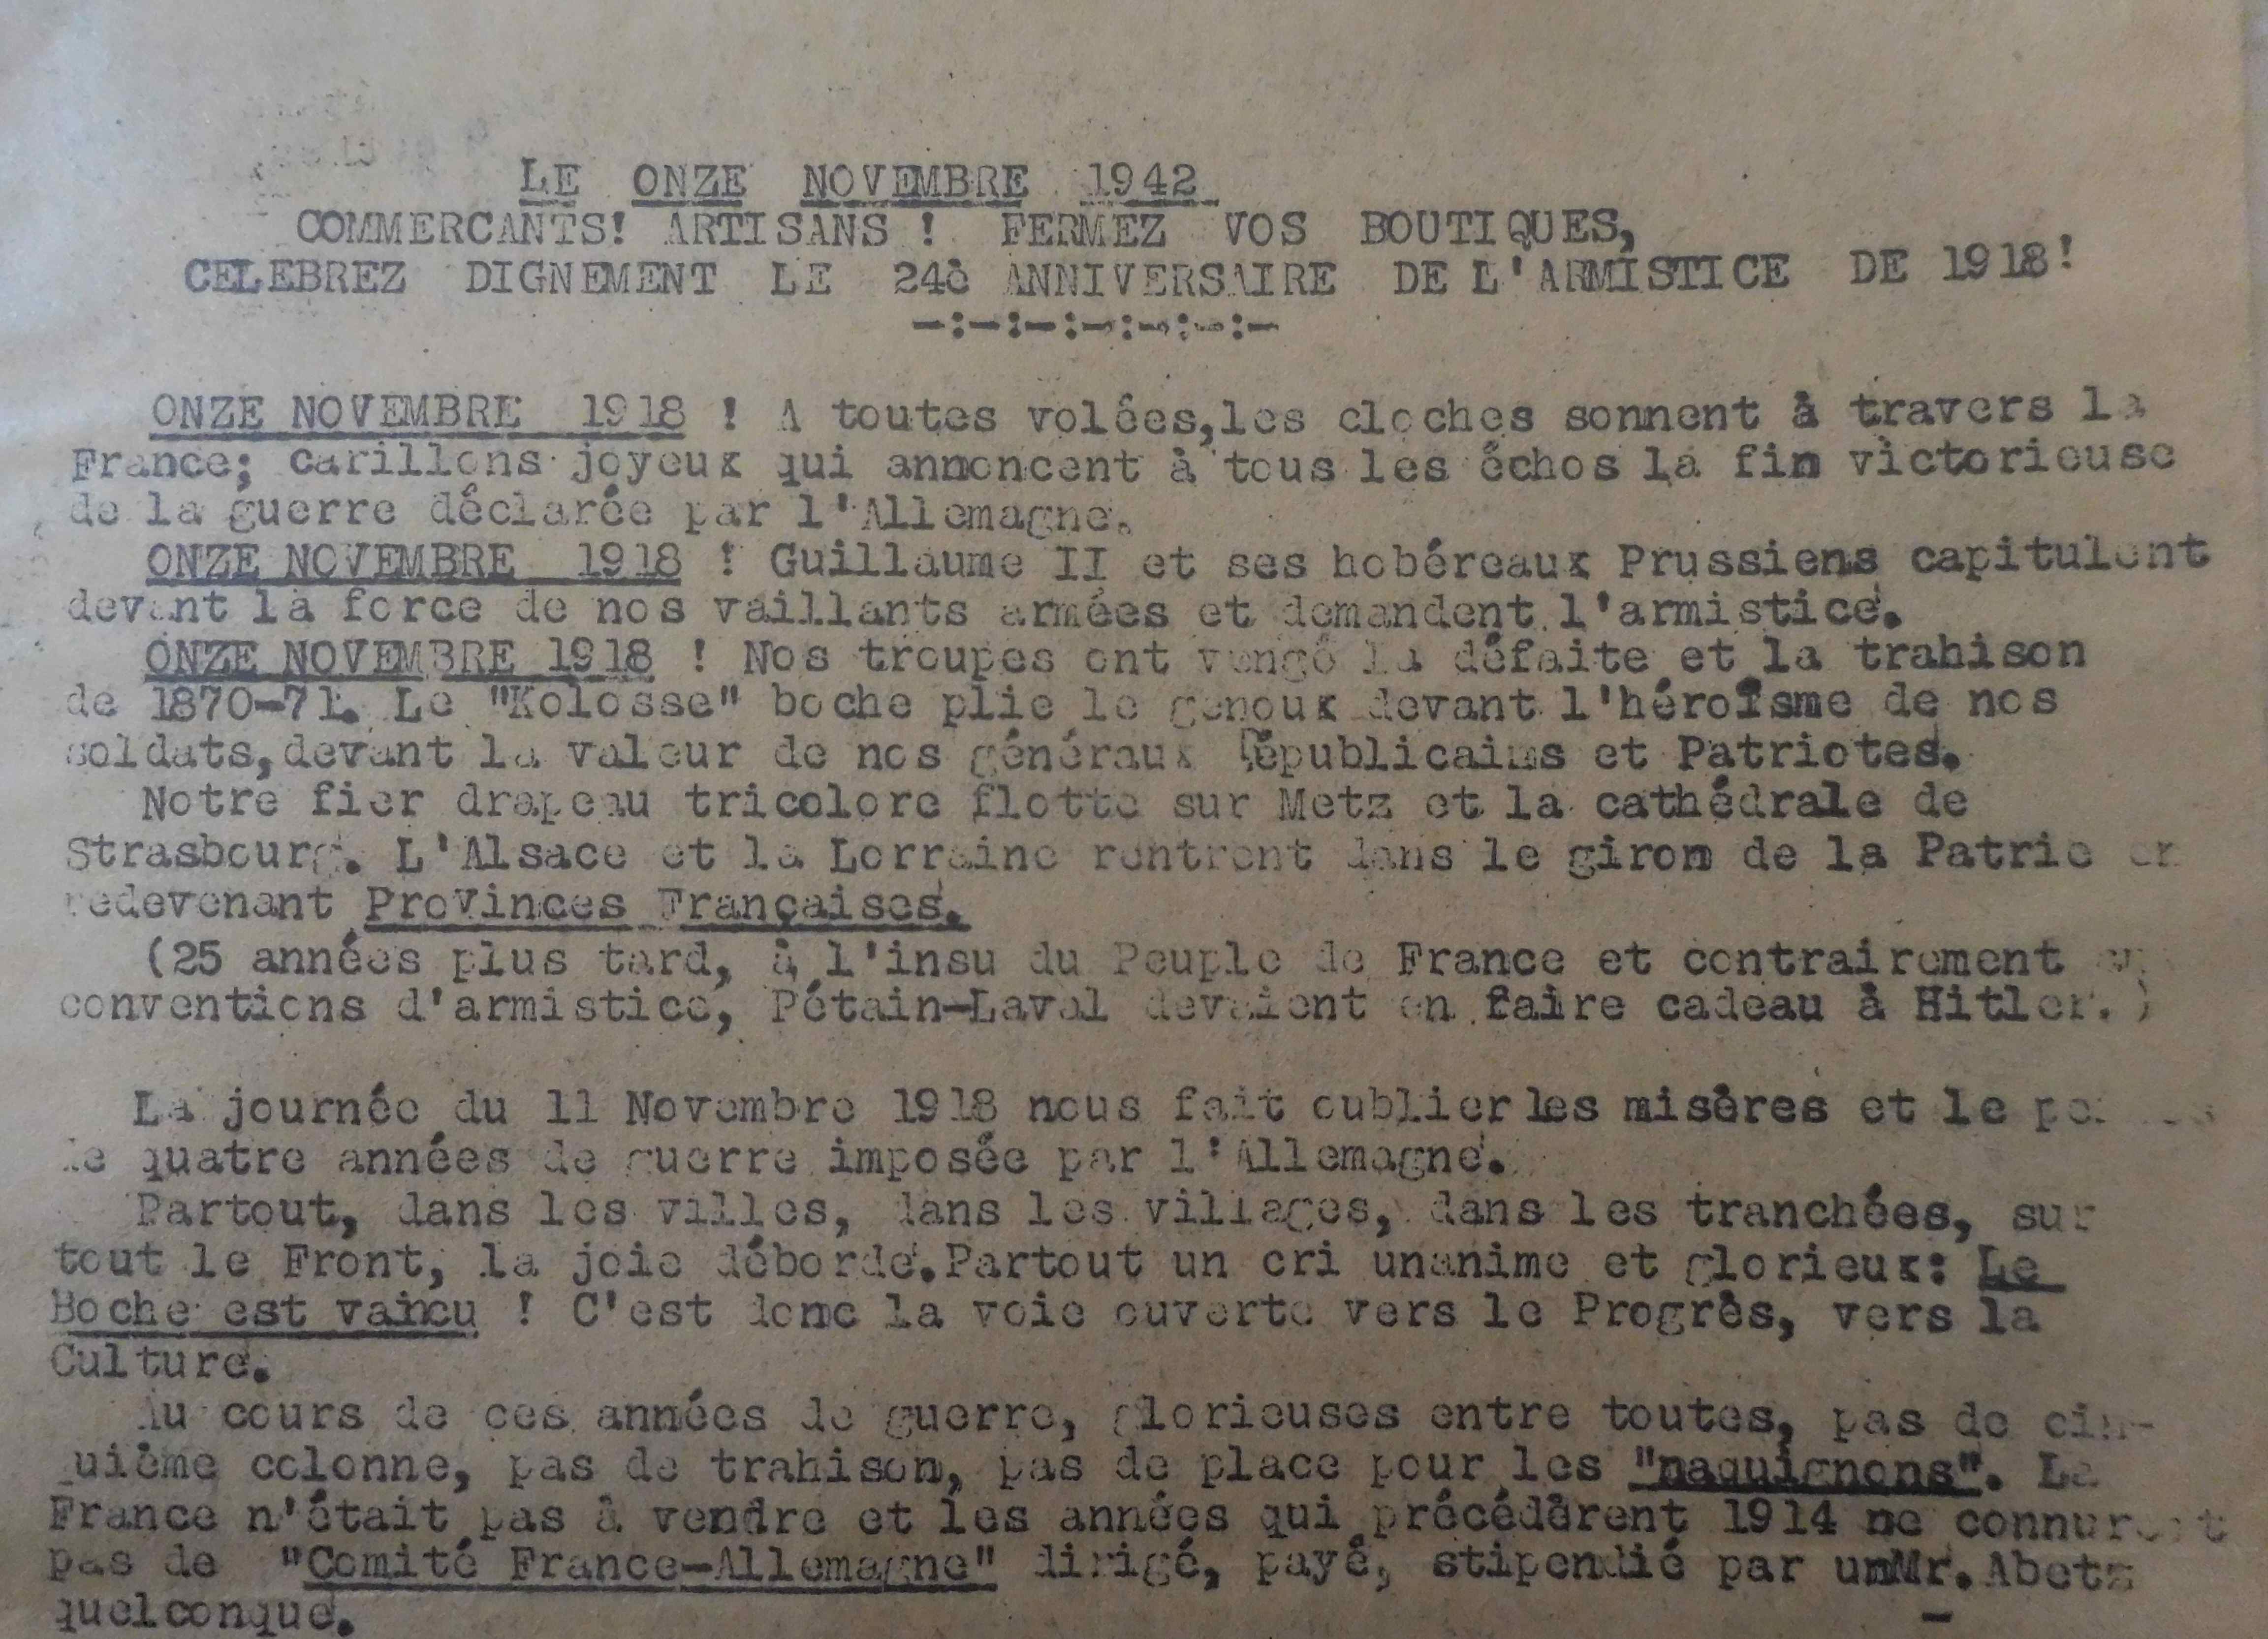 LE ONZE NOVEMBRE 1942
COMMERCANTS! ARTISANS ! FERMEZ VOS BOUTIQUES,
CELEBREZ DIGNEMENT LE 24è ANNIVERSAIRE DE L'ARMISTICE DE 1918!
-:-:-:-:-:-:-
ONZE NOVEMBRE 1918 ! A toutes volées,les cloches sonnent à travers la
France; carillons joyeux qui annoncent à tous les échos la fin victorieuse
de la guerre déclarée par l'Allemagne.
ONZE NOVEMBRE 1918 ! Guillaume II et ses hobéreaux Prussiens capitulent
devant la force de nos vaillants armées et demandent l'armistice.
ONZE NOVEMBRE 1918 ! Nos troupes ont vengé la défaite et la trahison
de 1870-71. Le "Kolosse" boche plie le genoux devant l'héroïsme de nos
soldats,devant la valeur de nos généraux Républicains et Patriotes.
Notre fier drapeau tricolore flotte sur Metz et la cathédrale de
Strasbourg. L'Alsace et la Lorraine rentrent dans le giron de la Patrie en
redevenant Provinces Françaises.
(25 années plus tard, à l'insu du Peuple de France et contrairement
conventions d'armistice, Pétain-Laval devaient en faire cadeau à Hitler.)
La journée du 11 Novembre 1918 nous fait oublier les misères et le
de quatre années de guerre imposée par l'Allemagne.
Partout, dans les villes, dans les villages, dans les tranchées, sur
tout le Front, la joie déborde.Partout un cri unanime et glorieux: Le
Boche est vaincu ! C'est donc la voie ouverte vers le Progrès, vers la
Culture.
Au cours de ces années de guerre, glorieuses entre toutes, pas de cin-
quième colonne, pas de trahison, pas de place pour les "maquignons". La
France n'était pas à vendre et les années qui précédèrent 1914 ne connurent
pas de "Comité France-Allemagne" dirigé, payé, stipendié par unMr. Abetz
quelconque.